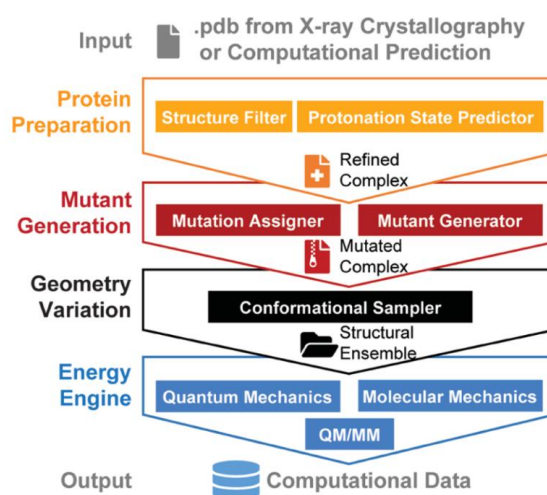 Input .pdb from X-ray Crystallography
or Computational Prediction
Protein
Preparation
Structure Filter Protonation State Predictor
Refined
Complex
Mutant
Generation
Mutation Assigner Mutant Generator
Mutated
Complex
Geometry
Variation
Conformational Sampler
Structural
Ensemble
Energy
Engine
Quantum Mechanics Molecular Mechanics
QM/MM
Output Computational Data